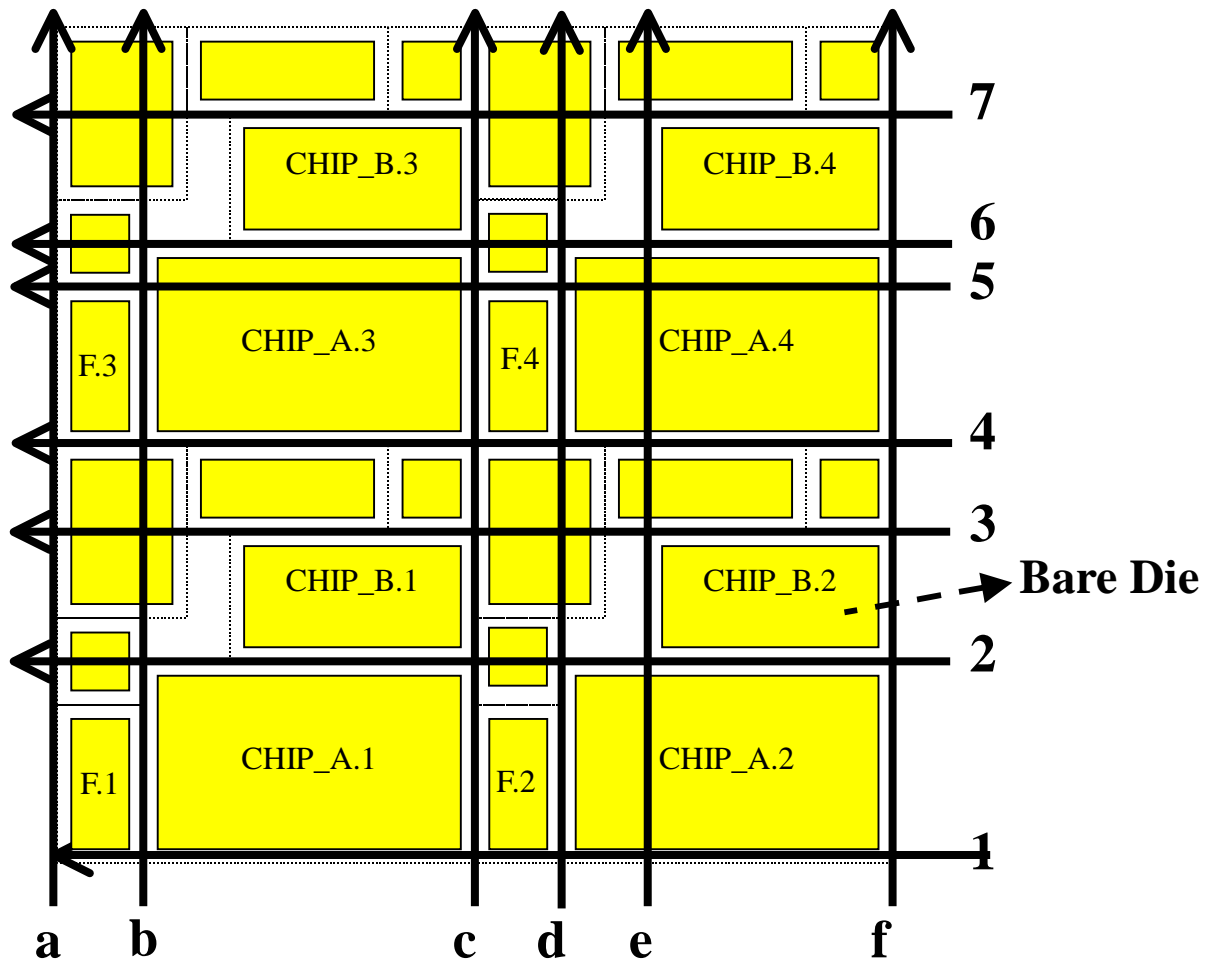 7
CHIP_B.3
CHIP_B.4
6
5
CHIP_A.3
CHIP_A.4
F.3
F.4
4
3
CHIP_B.1
CHIP_B.2
Bare Die
2
CHIP_A.1
CHIP_A.2
F.1
F.2
1
a b c d e f